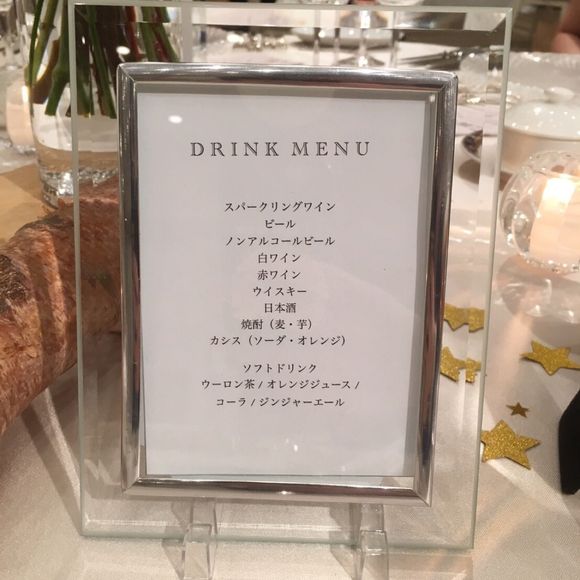 DRINK MENU
スパークリングワイン
ビール
ノンアルコールビール
白ワイン
赤ワイン
ウイスキー
日本酒
焼酎（麦・芋）
カシス（ソーダ・オレンジ）
ソフトドリンク
ウーロン茶 / オレンジジュース /
コーラ / ジンジャーエール